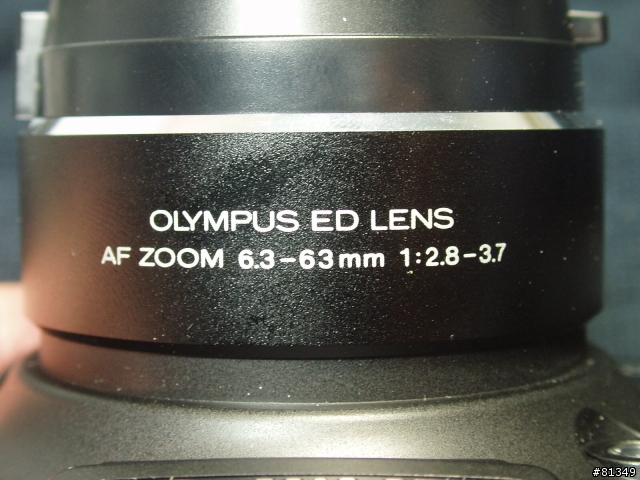 OLYMPUS ED LENS
AF ZOOM 6.3-63mm 1:2.8-3.7
#81349